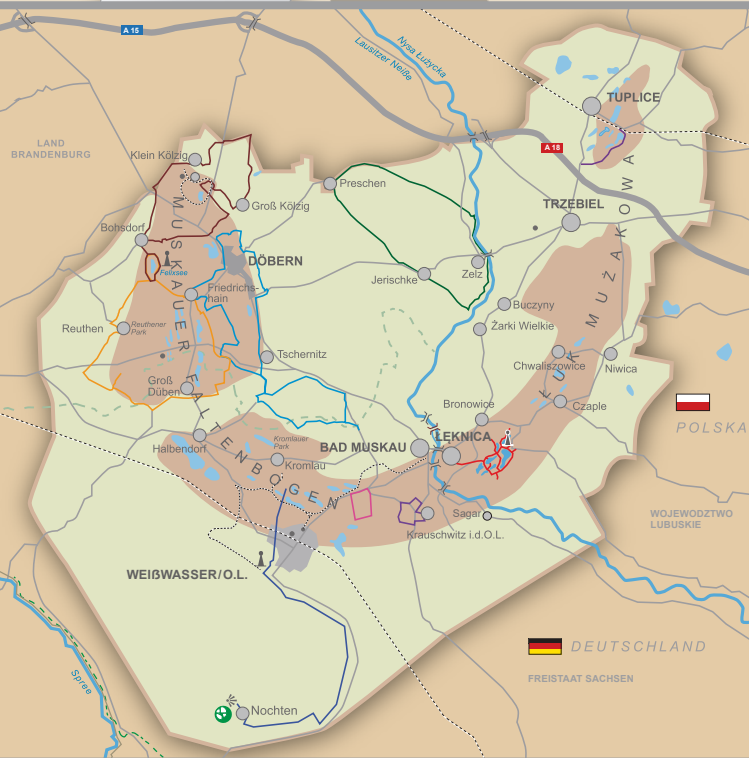 A 15
Nysa Łużycka
Lausitzer Neiße
TUPLICE
A 18
LAND
BRANDENBURG
Klein Kölzig
Preschen
Groß Kölzig
TRZEBIEL
Bohsdorf
DÖBERN
Felixsee
Jerischke
Zelz
Friedrichs-
hain
Buczyny
Reuthen
Reuthener
Park
Żarki Wielkie
Tschernitz
Chwaliszowice
Niwica
Groß
Düben
Bronowice
Czaple
POLSKA
Halbendorf
Kromlauer
Park
BAD MUSKAU
ŁĘKNICA
Kromlau
MUSKAUER FALTENBOGEN
ŁUK MUŻAKOWA
Sagar
WOJEWODZTWO
LUBUSKIE
Krauschwitz i.d.O.L.
WEIßWASSER/O.L.
DEUTSCHLAND
FREISTAAT SACHSEN
Spree
Nochten